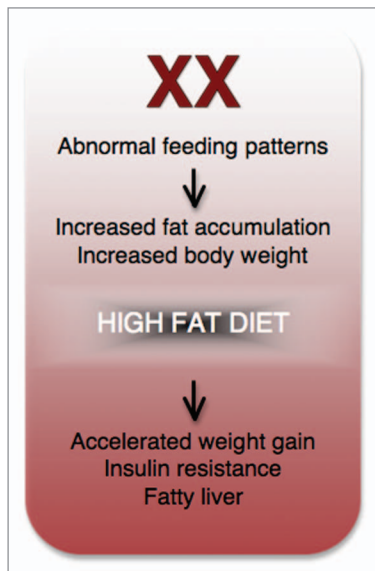 XX
Abnormal feeding patterns
Increased fat accumulation
Increased body weight
HIGH FAT DIET
Accelerated weight gain
Insulin resistance
Fatty liver